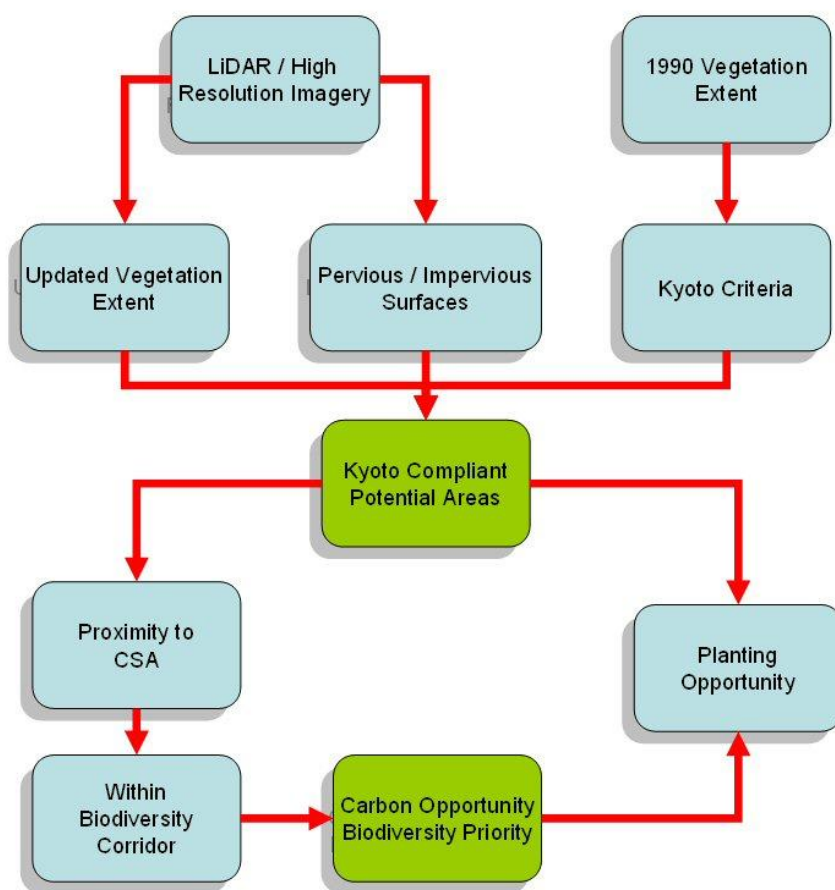 LiDAR / High
Resolution Imagery
1990 Vegetation
Extent
Updated Vegetation
Extent
Pervious / Impervious
Surfaces
Kyoto Criteria
Kyoto Compliant
Potential Areas
Proximity to
CSA
Planting
Opportunity
Within
Biodiversity
Corridor
Carbon Opportunity
Biodiversity Priority